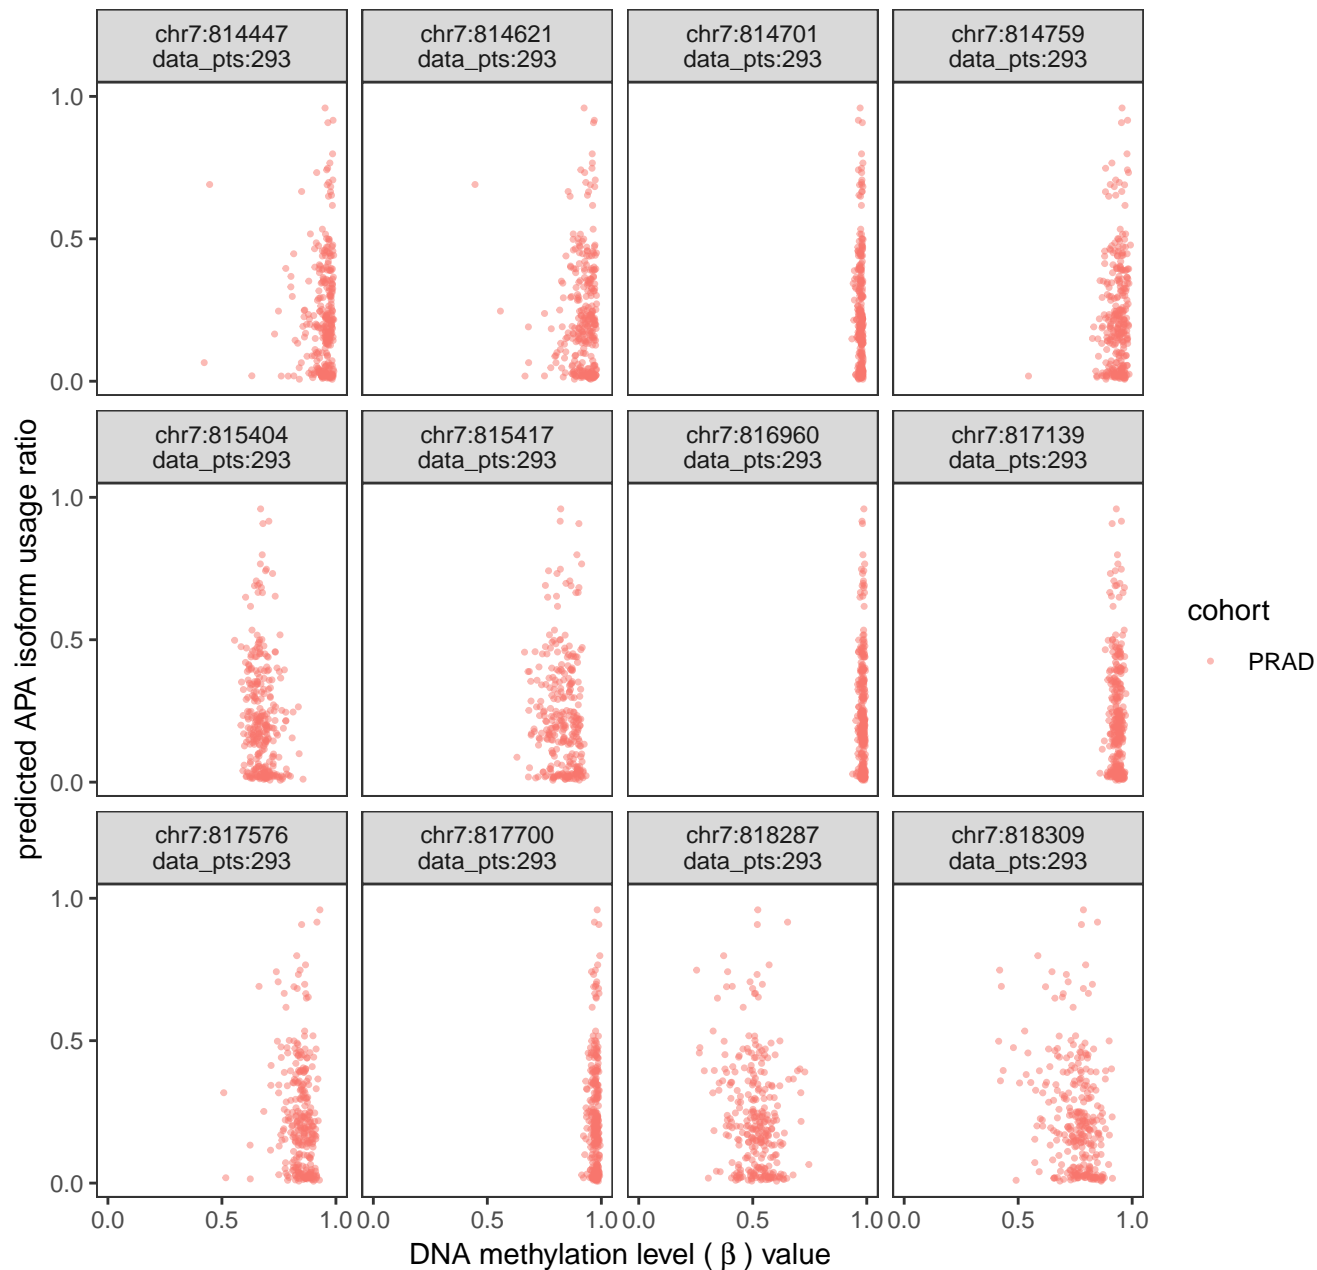 chr7:814447
data_pts:293
chr7:814621
data_pts:293
chr7:814701
data_pts:293
chr7:814759
data_pts:293
1.0
0.5
0.0
chr7:815404
data_pts:293
chr7:815417
data_pts:293
chr7:816960
data_pts:293
chr7:817139
data_pts:293
1.0
0.5
0.0
chr7:817576
data_pts:293
chr7:817700
data_pts:293
chr7:818287
data_pts:293
chr7:818309
data_pts:293
1.0
0.5
0.0
0.0 0.5 1.0
0.0 0.5 1.0
0.0 0.5 1.0
0.0 0.5 1.0
DNA methylation level ( β ) value
predicted APA isoform usage ratio
cohort
PRAD